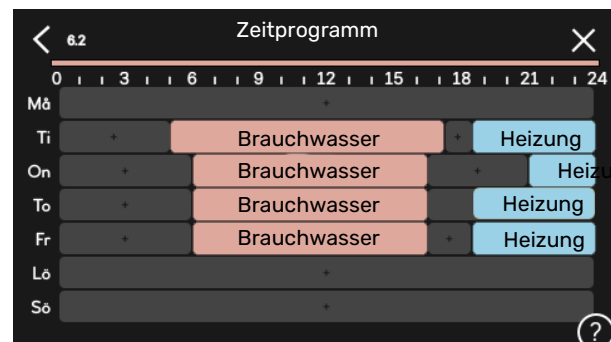 6.2 Zeitprogramm
0 3 6 9 12 15 18 21 24
Må
Ti Brauchwasser Heizung
On Brauchwasser Heizu
To Brauchwasser Heizung
Fr Brauchwasser Heizung
Lö
Sö
?